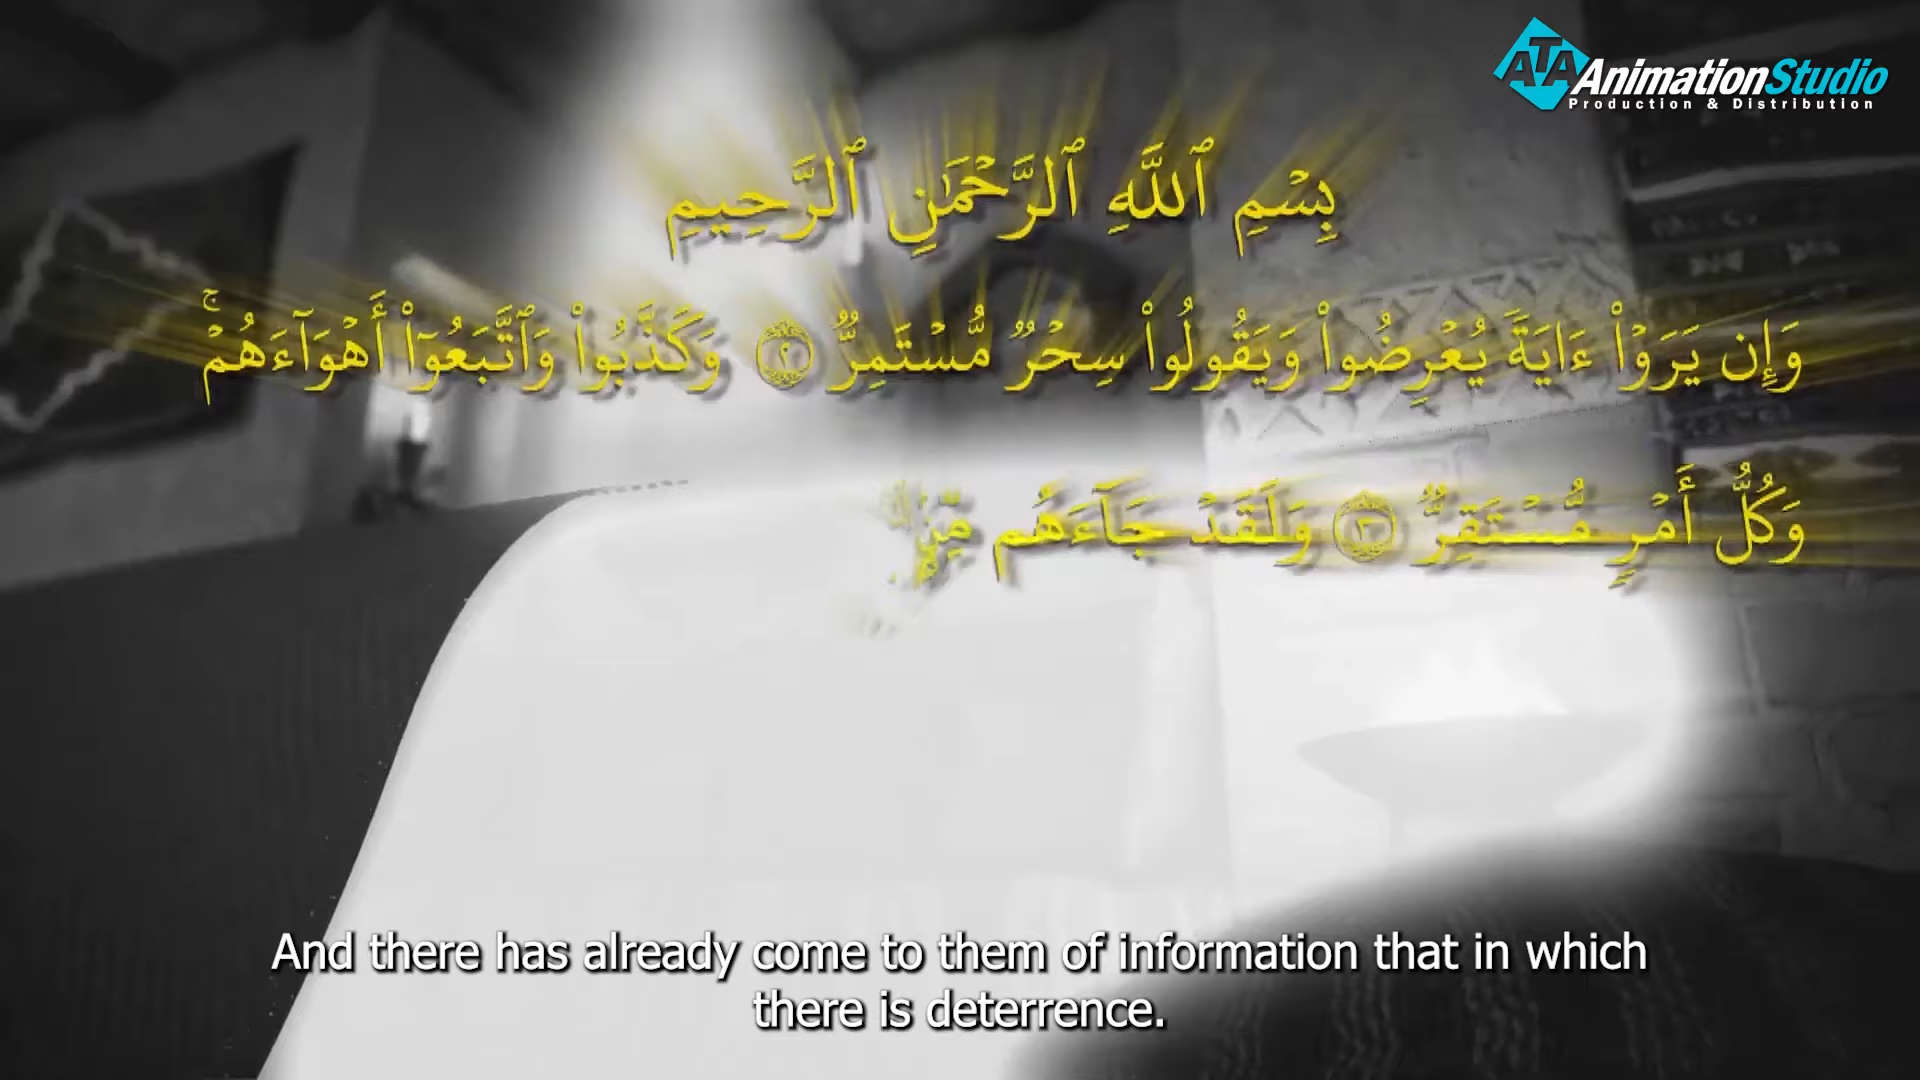 ATA AnimationStudio
Production & Distribution
بِسْمِ ٱللَّهِ ٱلرَّحْمَٰنِ ٱلرَّحِيمِ
وَإِن يَرَوْا۟ ءَايَةً يُعْرِضُوا۟ وَيَقُولُوا۟ سِحْرٌ مُّسْتَمِرٌّ ۝٢ وَكَذَّبُوا۟ وَٱتَّبَعُوٓا۟ أَهْوَآءَهُمْ ۚ
وَكُلُّ أَمْرٍ مُّسْتَقِرٌّ ۝٣ وَلَقَدْ جَآءَهُم مِّنَ
And there has already come to them of information that in which
there is deterrence.